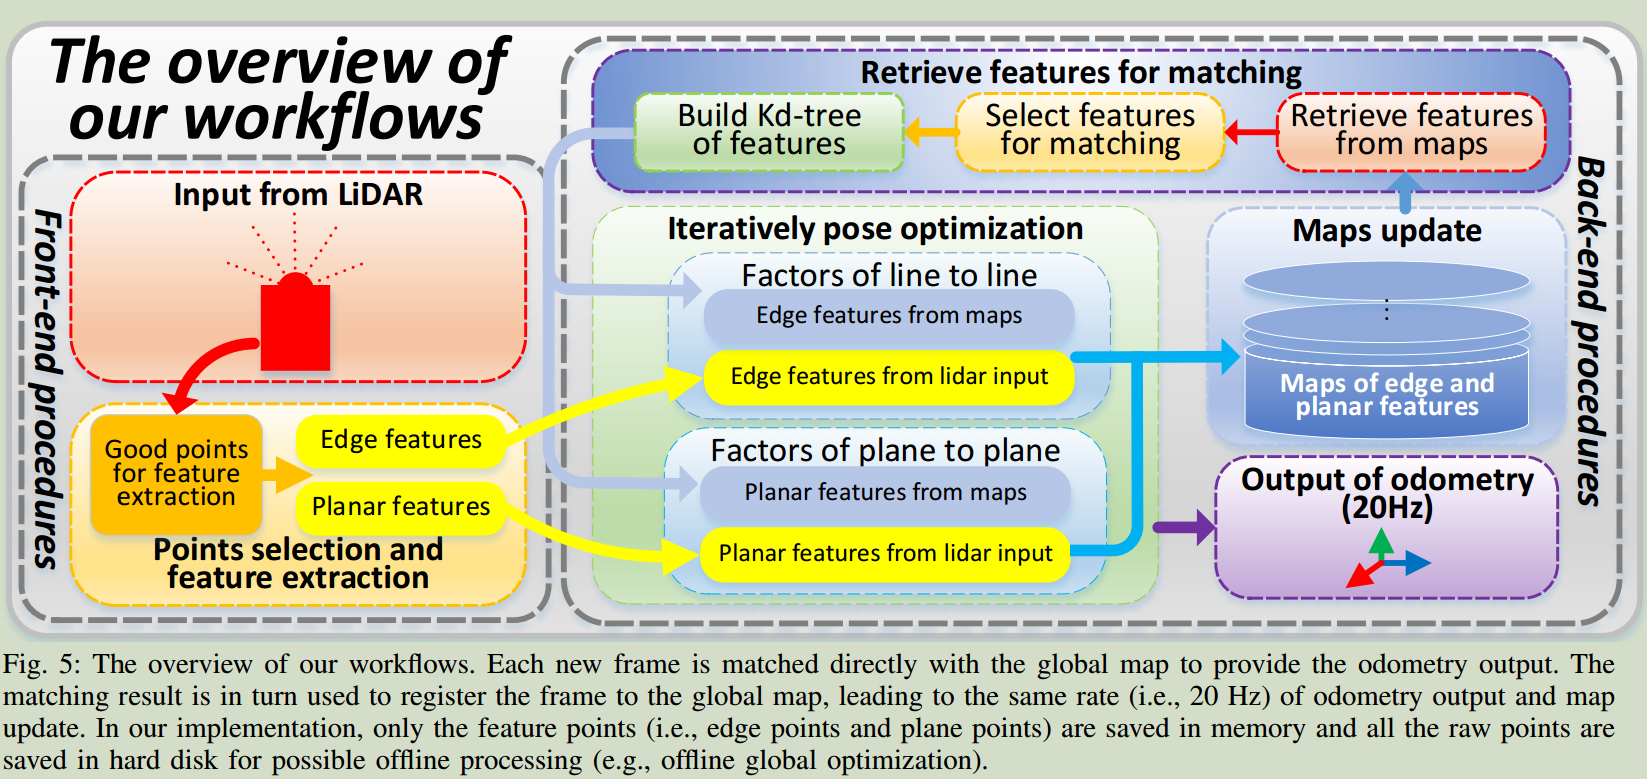 The overview of
our workflows
Front-end procedures
Input from LiDAR
Good points
for feature
extraction
Edge features
Planar features
Points selection and
feature extraction
Back-end procedures
Retrieve features for matching
Build Kd-tree
of features
Select features
for matching
Retrieve features
from maps
Iteratively pose optimization
Factors of line to line
Edge features from maps
Edge features from lidar input
Factors of plane to plane
Planar features from maps
Planar features from lidar input
Maps update
Maps of edge and
planar features
Output of odometry
(20Hz)
Fig. 5: The overview of our workflows. Each new frame is matched directly with the global map to provide the odometry output. The
matching result is in turn used to register the frame to the global map, leading to the same rate (i.e., 20 Hz) of odometry output and map
update. In our implementation, only the feature points (i.e., edge points and plane points) are saved in memory and all the raw points are
saved in hard disk for possible offline processing (e.g., offline global optimization).